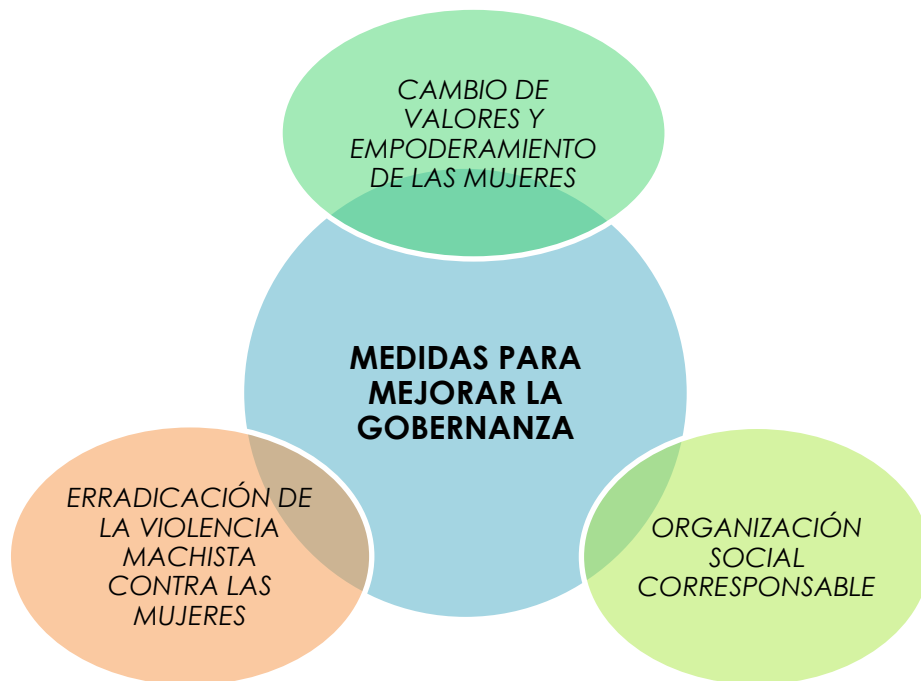 CAMBIO DE
VALORES Y
EMPODERAMIENTO
DE LAS MUJERES
MEDIDAS PARA
MEJORAR LA
GOBERNANZA
ERRADICACIÓN DE
LA VIOLENCIA
MACHISTA
CONTRA LAS
MUJERES
ORGANIZACIÓN
SOCIAL
CORRESPONSABLE